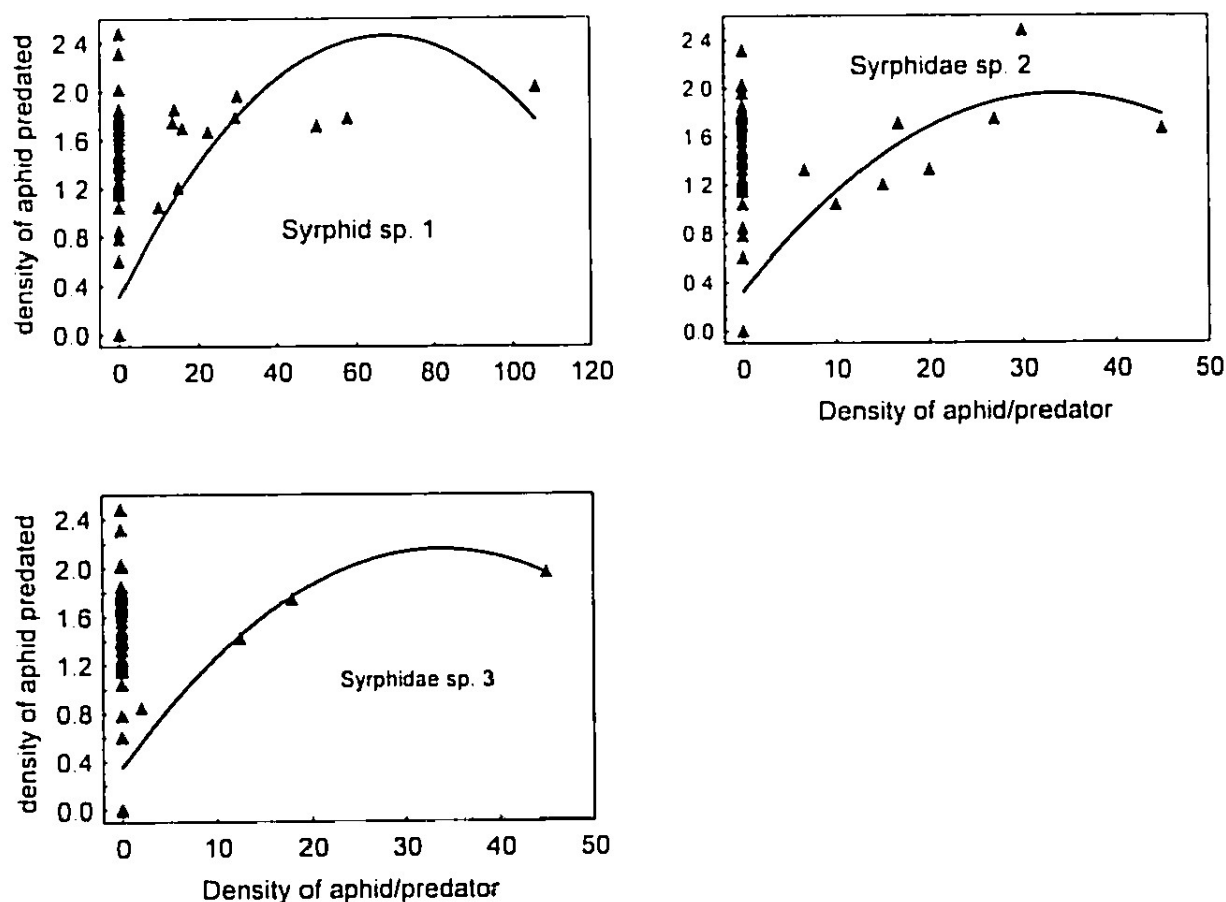 density of aphid predated
2.4
2.0
1.6
1.2
0.8
0.4
0.0
Syrphid sp. 1
0 20 40 60 80 100 120
2.4
2.0
1.6
1.2
0.8
0.4
0.0
Syrphidae sp. 2
0 10 20 30 40 50
Density of aphid/predator
density of aphid predated
2.4
2.0
1.6
1.2
0.8
0.4
0.0
Syrphidae sp. 3
0 10 20 30 40 50
Density of aphid/predator